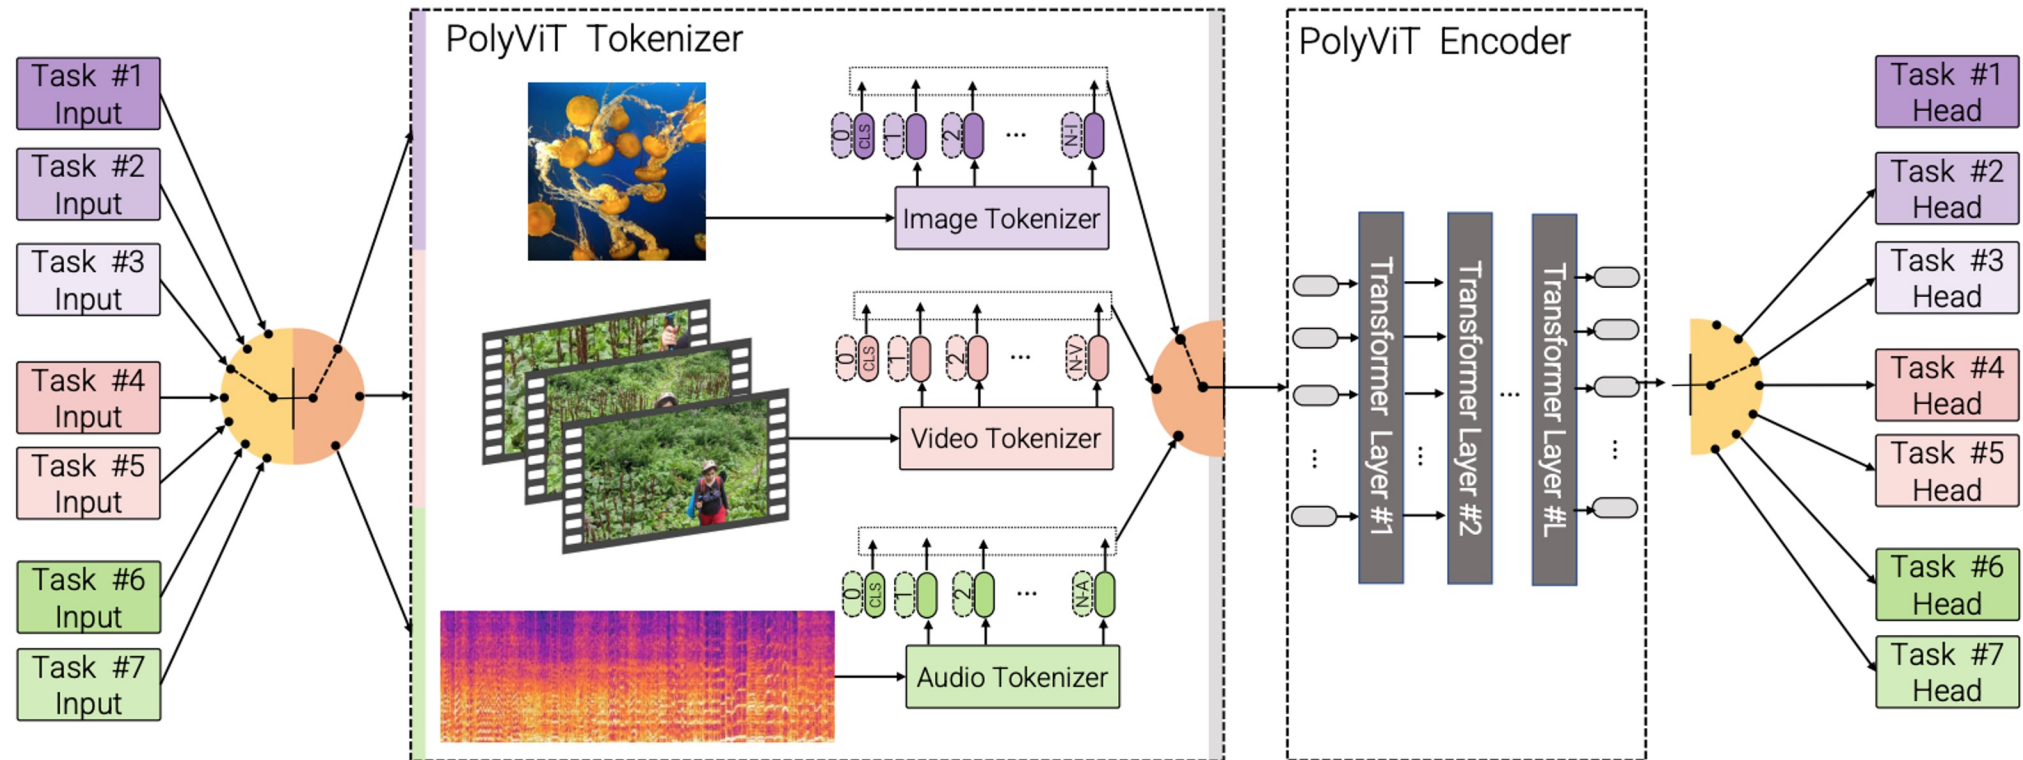 Task #1
Input
Task #2
Input
Task #3
Input
Task #4
Input
Task #5
Input
Task #6
Input
Task #7
Input
PolyViT Tokenizer
0 CLS 1 2 ... N-I
Image Tokenizer
0 CLS 1 2 ... N-V
Video Tokenizer
0 CLS 1 2 ... N-A
Audio Tokenizer
PolyViT Encoder
Transformer Layer #1
Transformer Layer #2
...
Transformer Layer #L
Task #1
Head
Task #2
Head
Task #3
Head
Task #4
Head
Task #5
Head
Task #6
Head
Task #7
Head